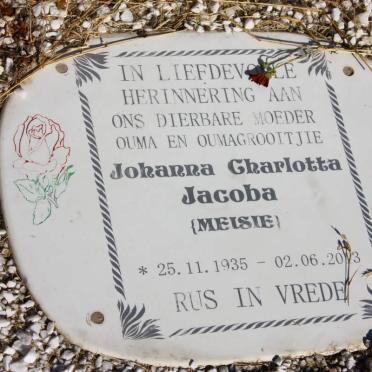 IN LIEFDEVOLLE
HERINNERING AAN
ONS DIERBARE MOEDER
OUMA EN OUMAGROOITJIE
Johanna Charlotta
Jacoba
{MEISIE}
* 25.11.1935 - 02.06.2013
RUS IN VREDE